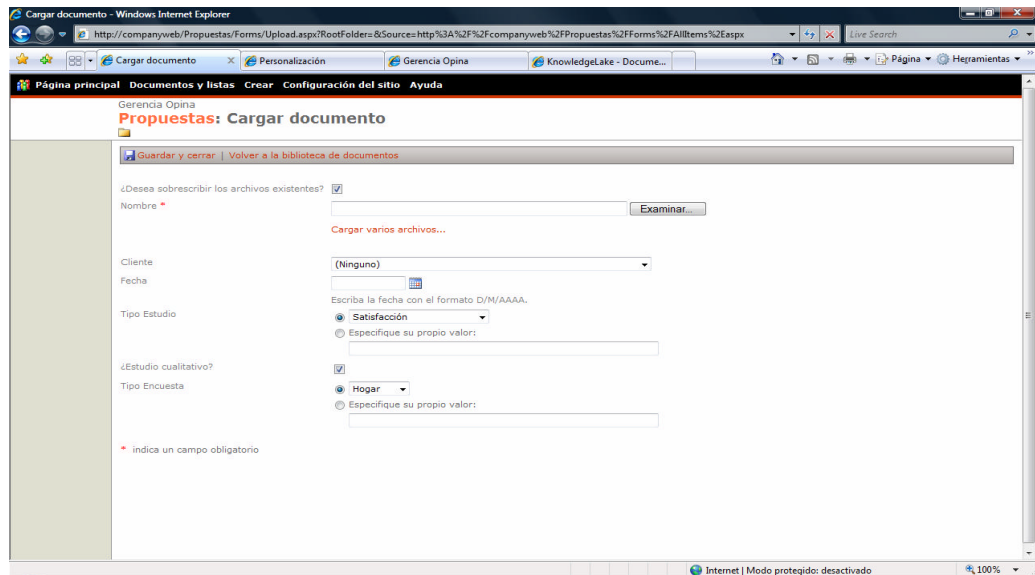 Cargar documento - Windows Internet Explorer
http://companyweb/Propuestas/Forms/Upload.aspx?RootFolder=&Source=http%3A%2F%2Fcompanyweb%2FPropuestas%2FForms%2FAllItems%2Easpx
Live Search
Cargar documento
Personalización
Gerencia Opina
KnowledgeLake - Docume...
Página
Herramientas
Página principal Documentos y listas Crear Configuración del sitio Ayuda
Gerencia Opina
Propuestas: Cargar documento
Guardar y cerrar | Volver a la biblioteca de documentos
¿Desea sobrescribir los archivos existentes?
Nombre *
Examinar...
Cargar varios archivos...
Cliente
(Ninguno)
Fecha
Escriba la fecha con el formato D/M/AAAA.
Tipo Estudio
Satisfacción
Especifique su propio valor:
¿Estudio cualitativo?
Tipo Encuesta
Hogar
Especifique su propio valor:
* indica un campo obligatorio
Internet | Modo protegido: desactivado
100%